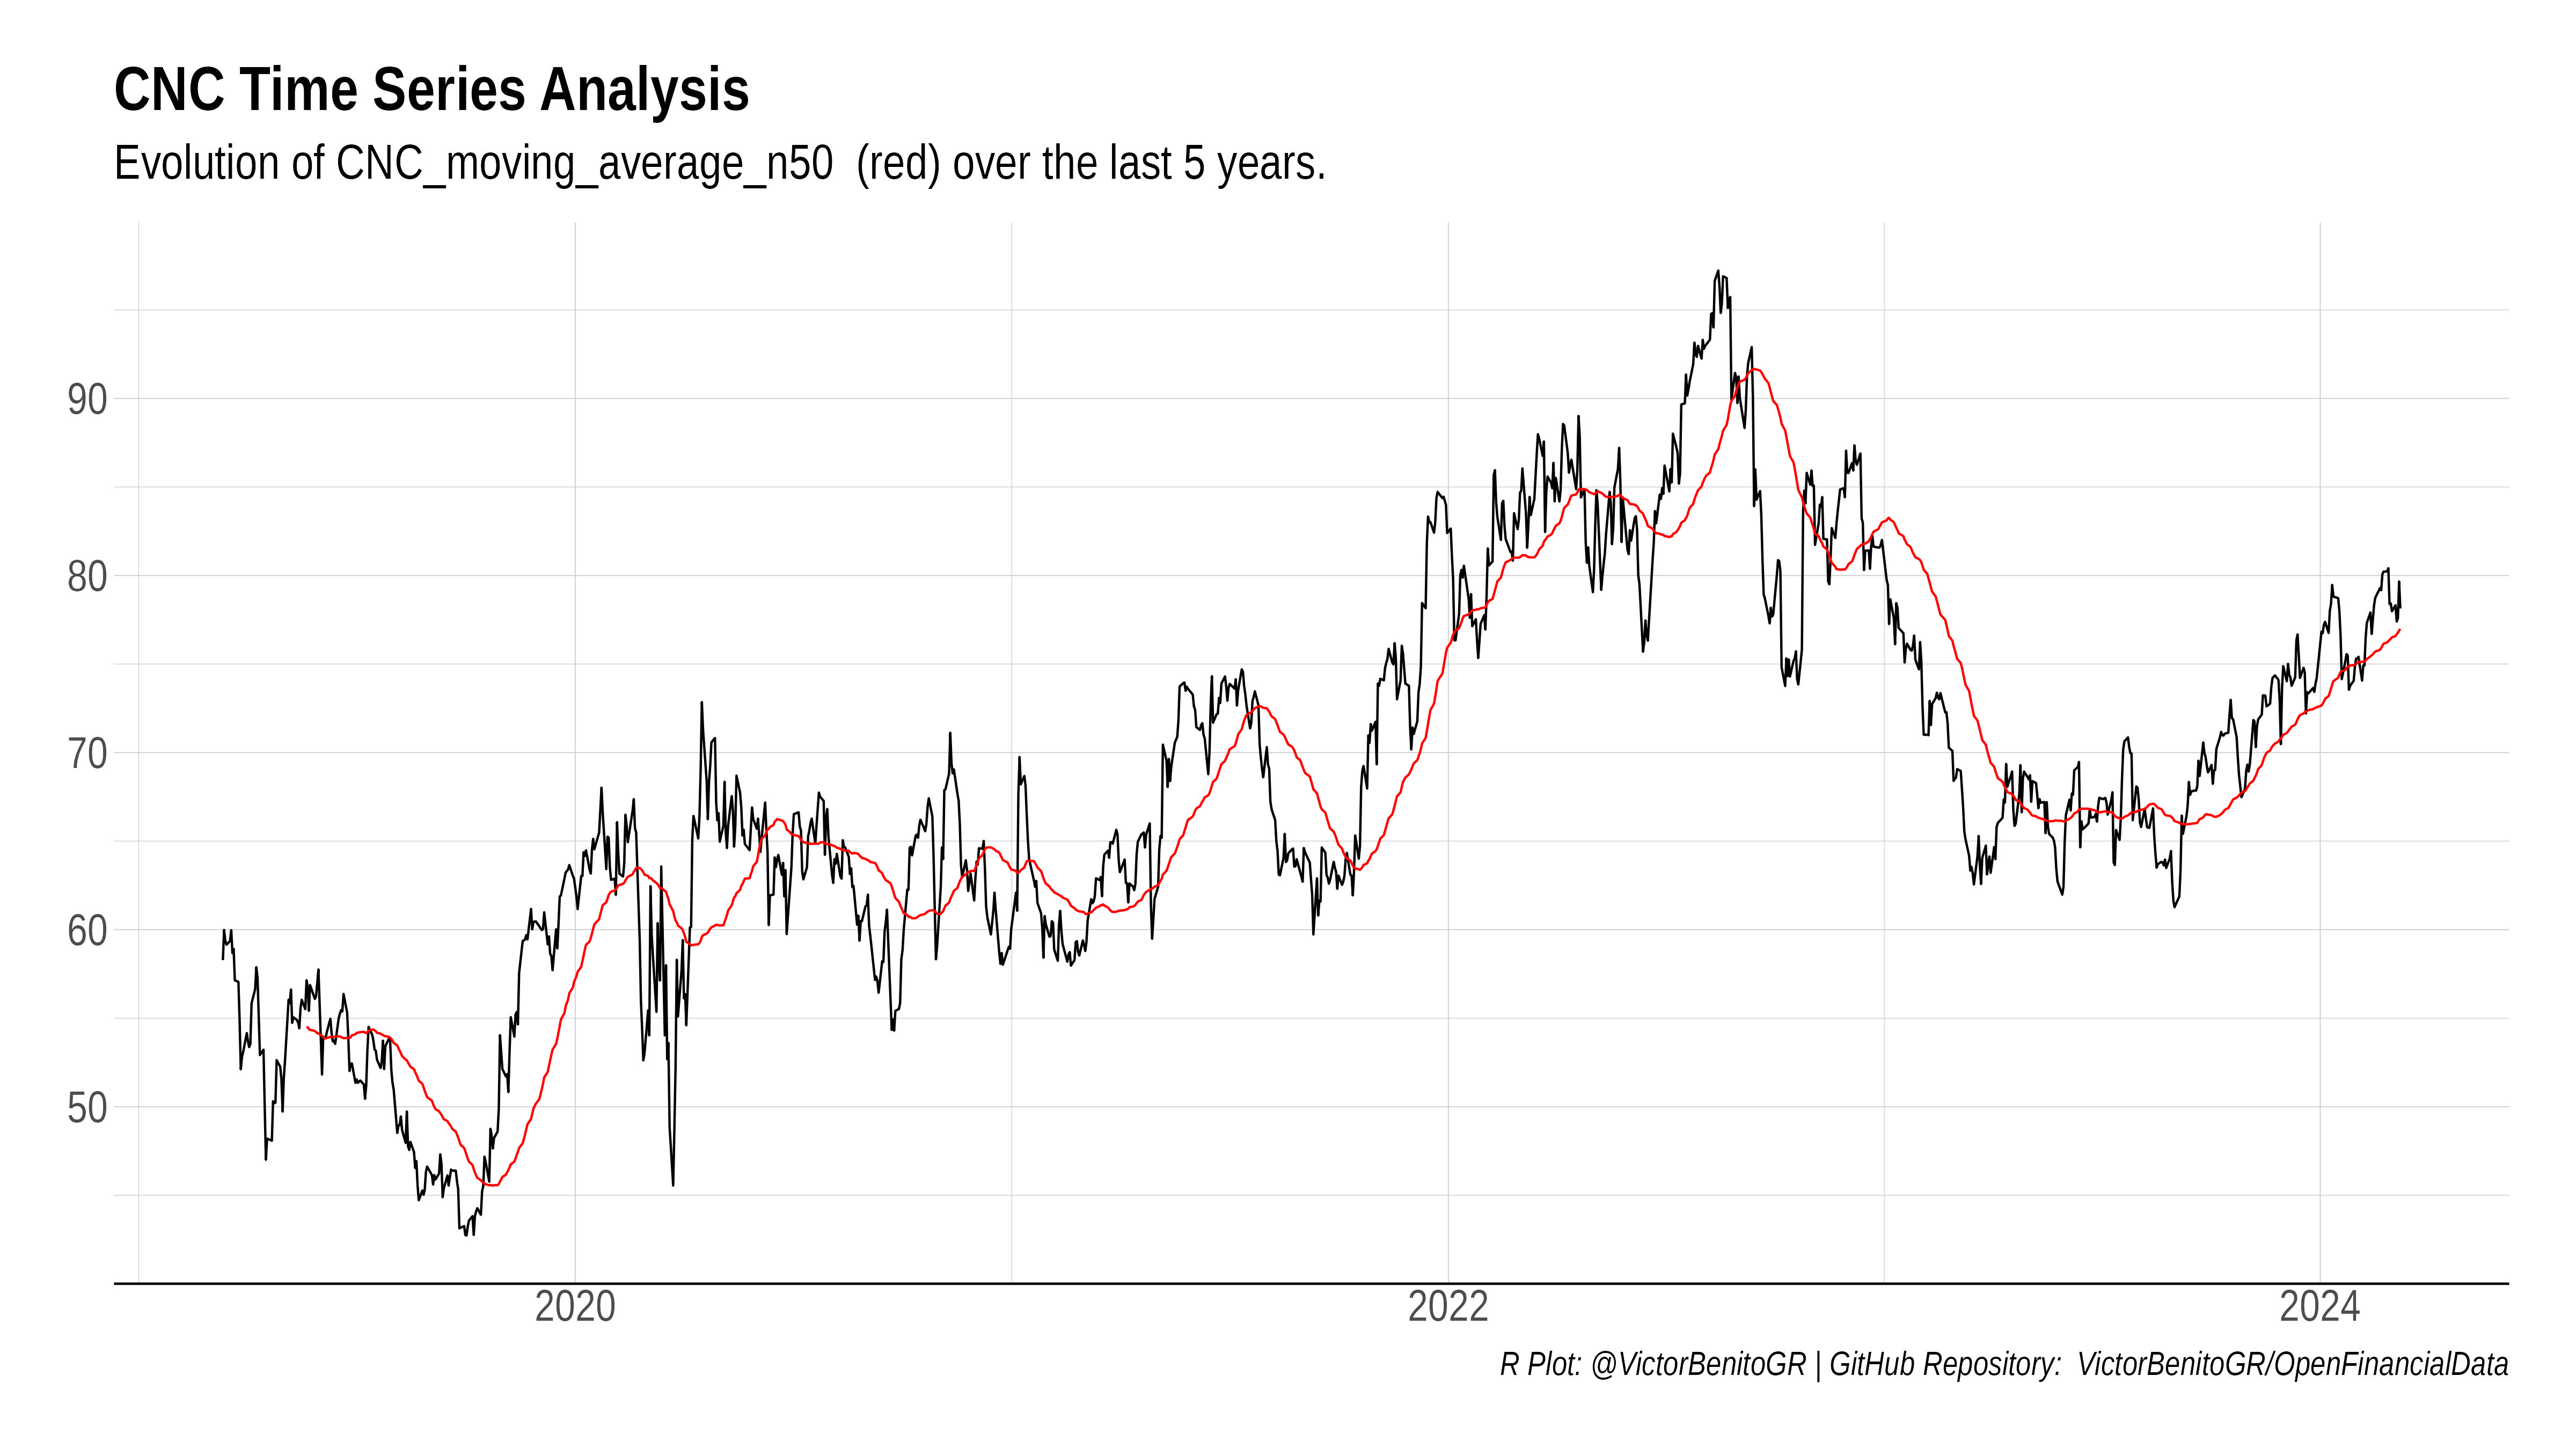 CNC Time Series Analysis
Evolution of CNC_moving_average_n50  (red) over the last 5 years.
90
80
70
60
50
2020 2022 2024
R Plot: @VictorBenitoGR | GitHub Repository:  VictorBenitoGR/OpenFinancialData